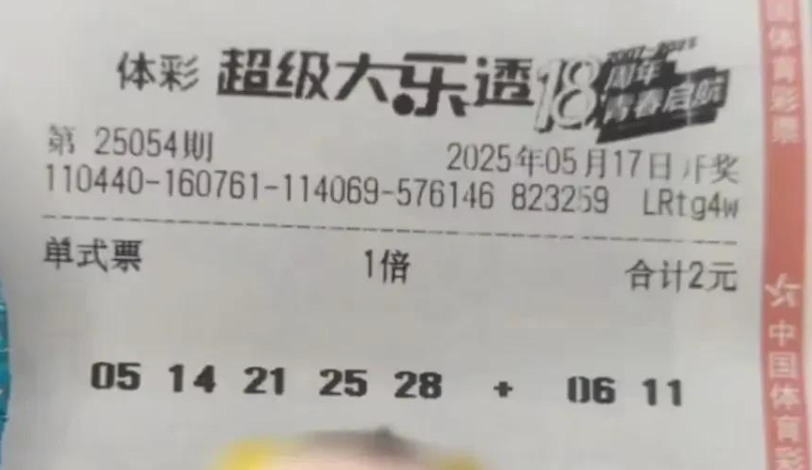 体彩 超级大乐透 18周年 青春启航
第 25054期 2025年05月17日开奖
110440-160761-114069-576146 823259 LRtg4w
单式票 1倍 合计2元
05 14 21 25 28 + 06 11
国体育彩票
中国体育彩